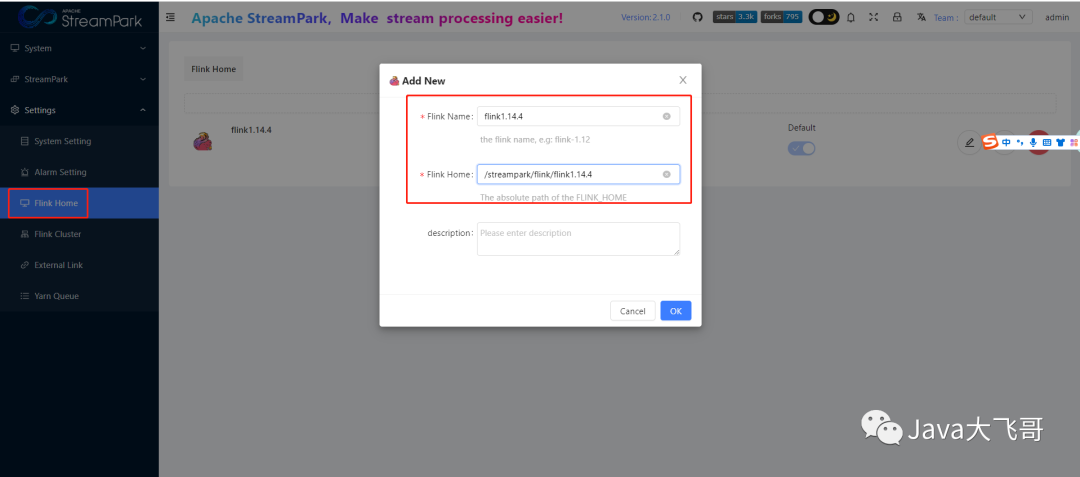 APACHE
StreamPark
Apache StreamPark, Make stream processing easier!
Version: 2.1.0
stars 3.3k
forks 795
Team :
default
admin
System
StreamPark
Settings
System Setting
Alarm Setting
Flink Home
Flink Cluster
External Link
Yarn Queue
Flink Home
flink1.14.4
Default
Add New
* Flink Name:
flink1.14.4
the flink name, e.g: flink-1.12
* Flink Home:
/streampark/flink/flink1.14.4
The absolute path of the FLINK_HOME
description:
Please enter description
Cancel
OK
S中
Java大飞哥